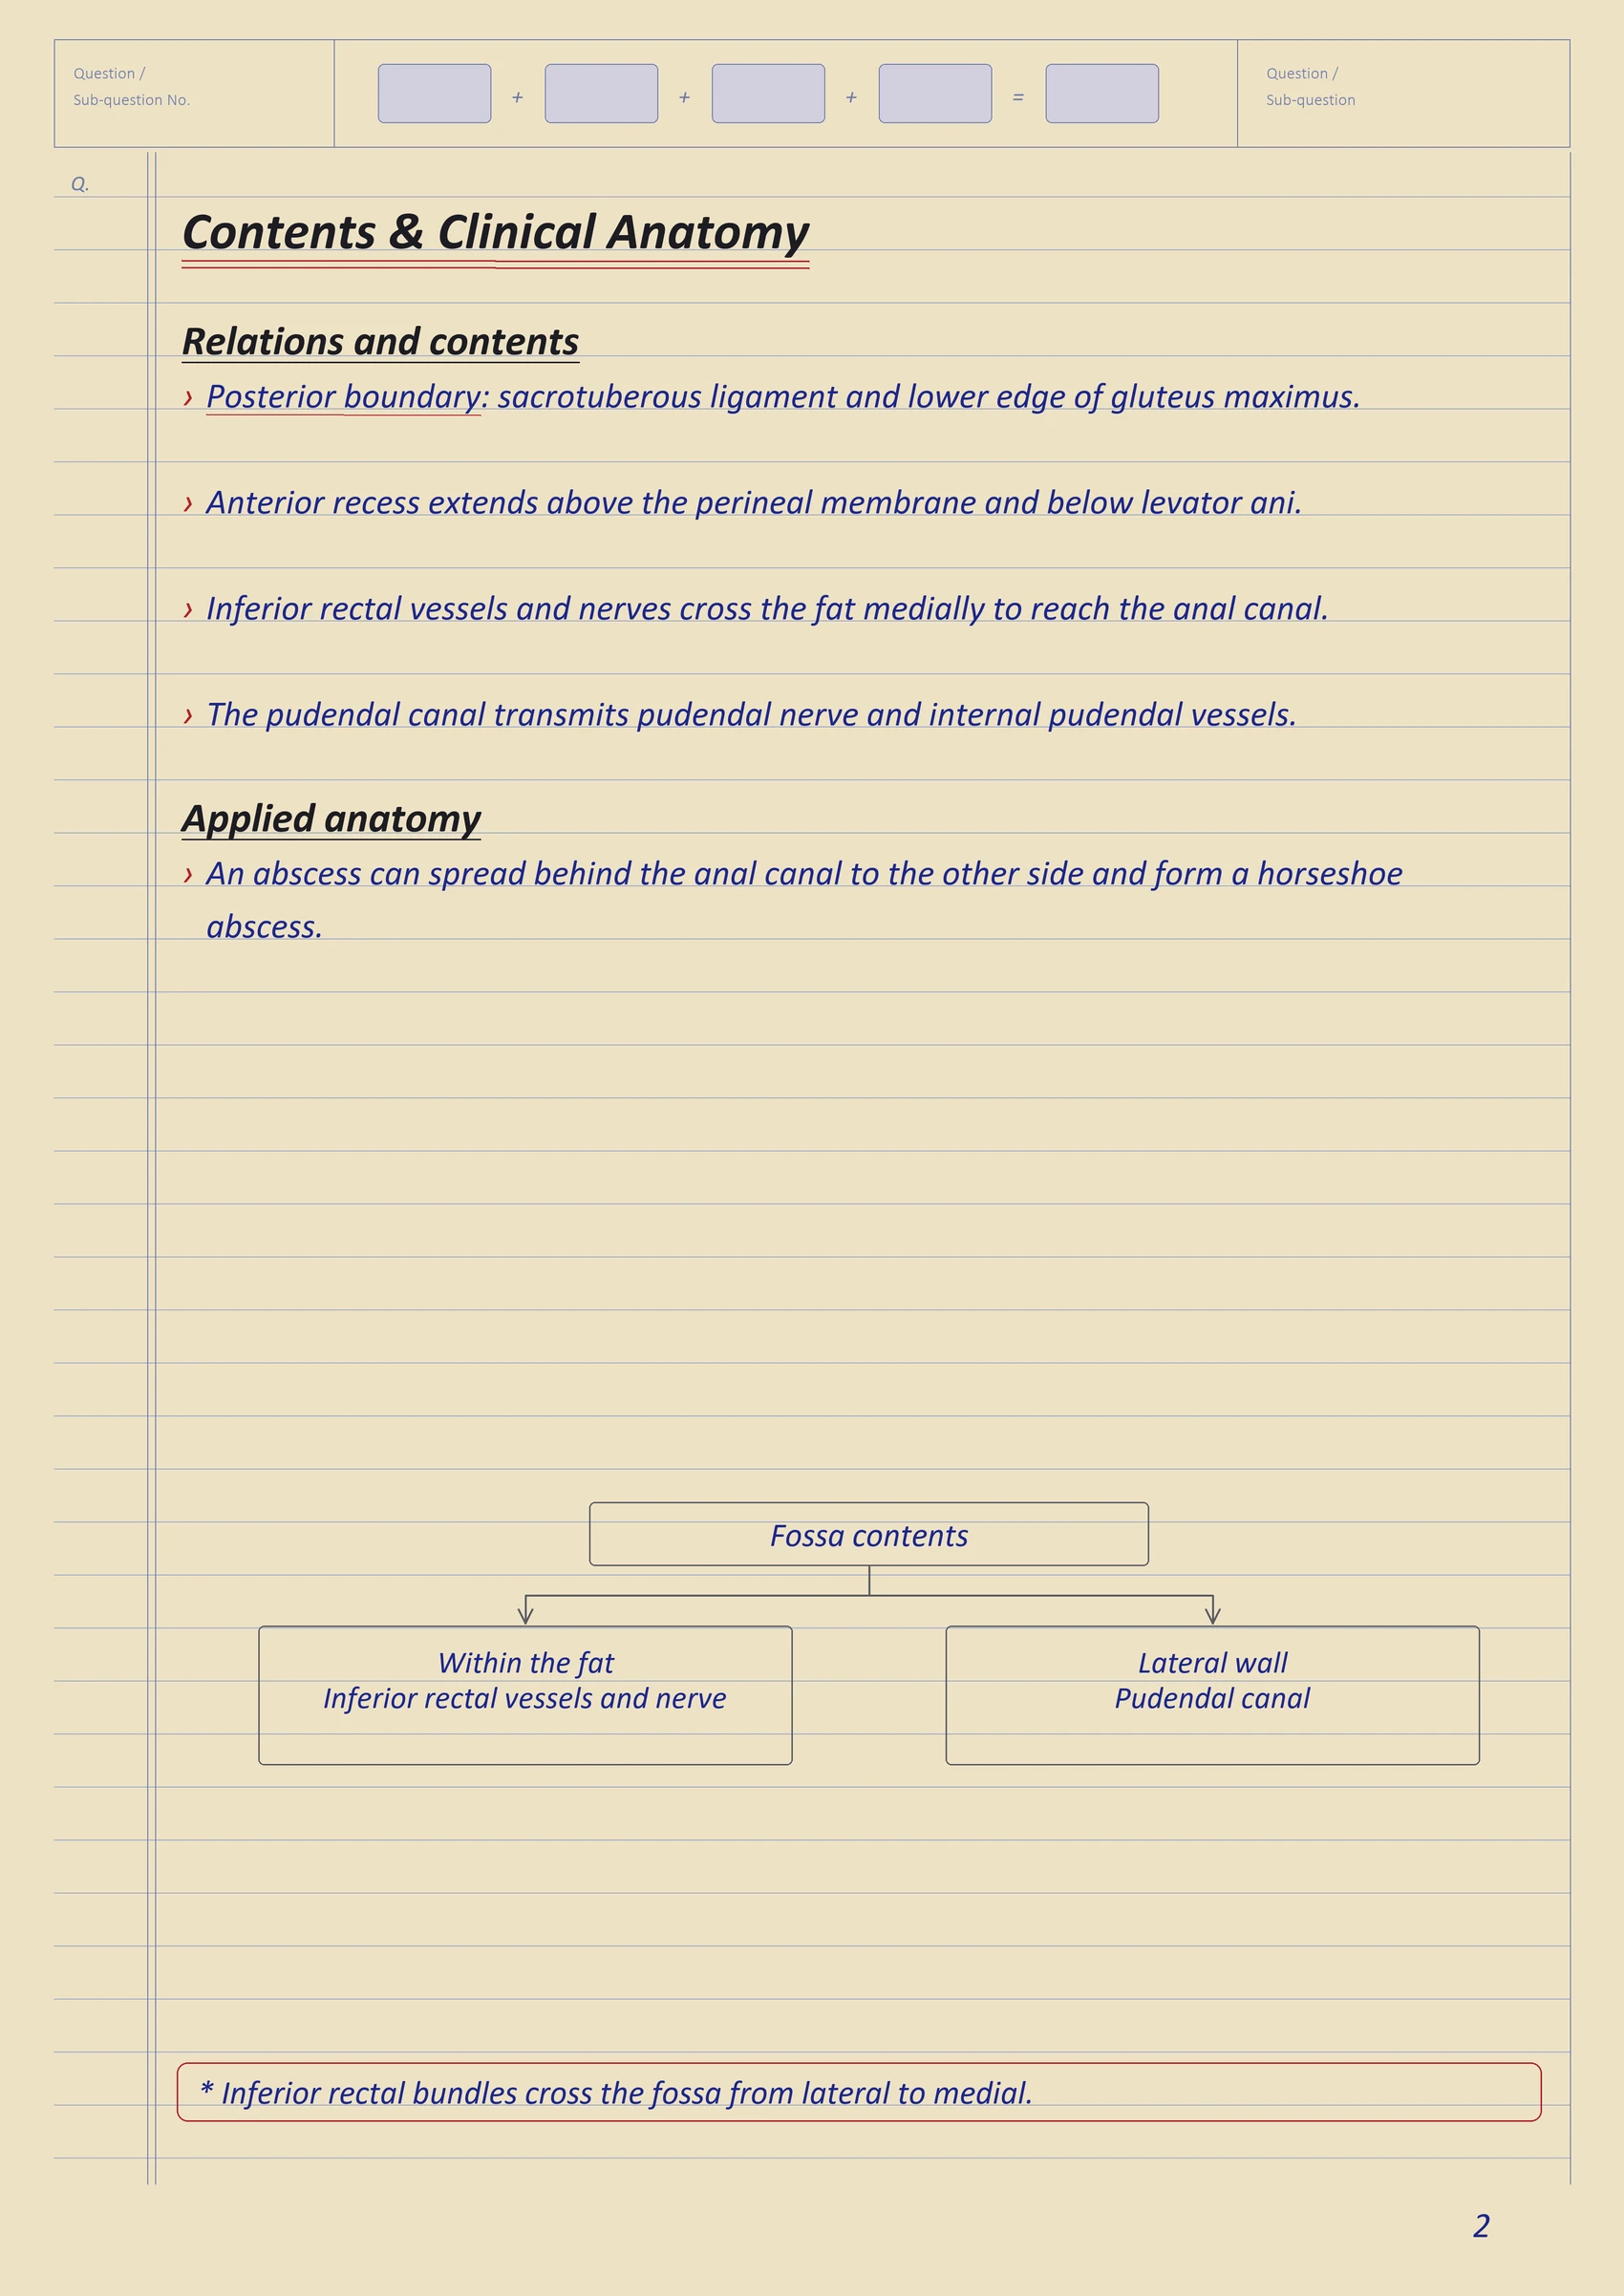 Question /
Sub-question No.
+ + + =
Question /
Sub-question
Q.
Contents & Clinical Anatomy
Relations and contents
› Posterior boundary: sacrotuberous ligament and lower edge of gluteus maximus.
› Anterior recess extends above the perineal membrane and below levator ani.
› Inferior rectal vessels and nerves cross the fat medially to reach the anal canal.
› The pudendal canal transmits pudendal nerve and internal pudendal vessels.
Applied anatomy
› An abscess can spread behind the anal canal to the other side and form a horseshoe
abscess.
Fossa contents
Within the fat
Inferior rectal vessels and nerve
Lateral wall
Pudendal canal
* Inferior rectal bundles cross the fossa from lateral to medial.
2